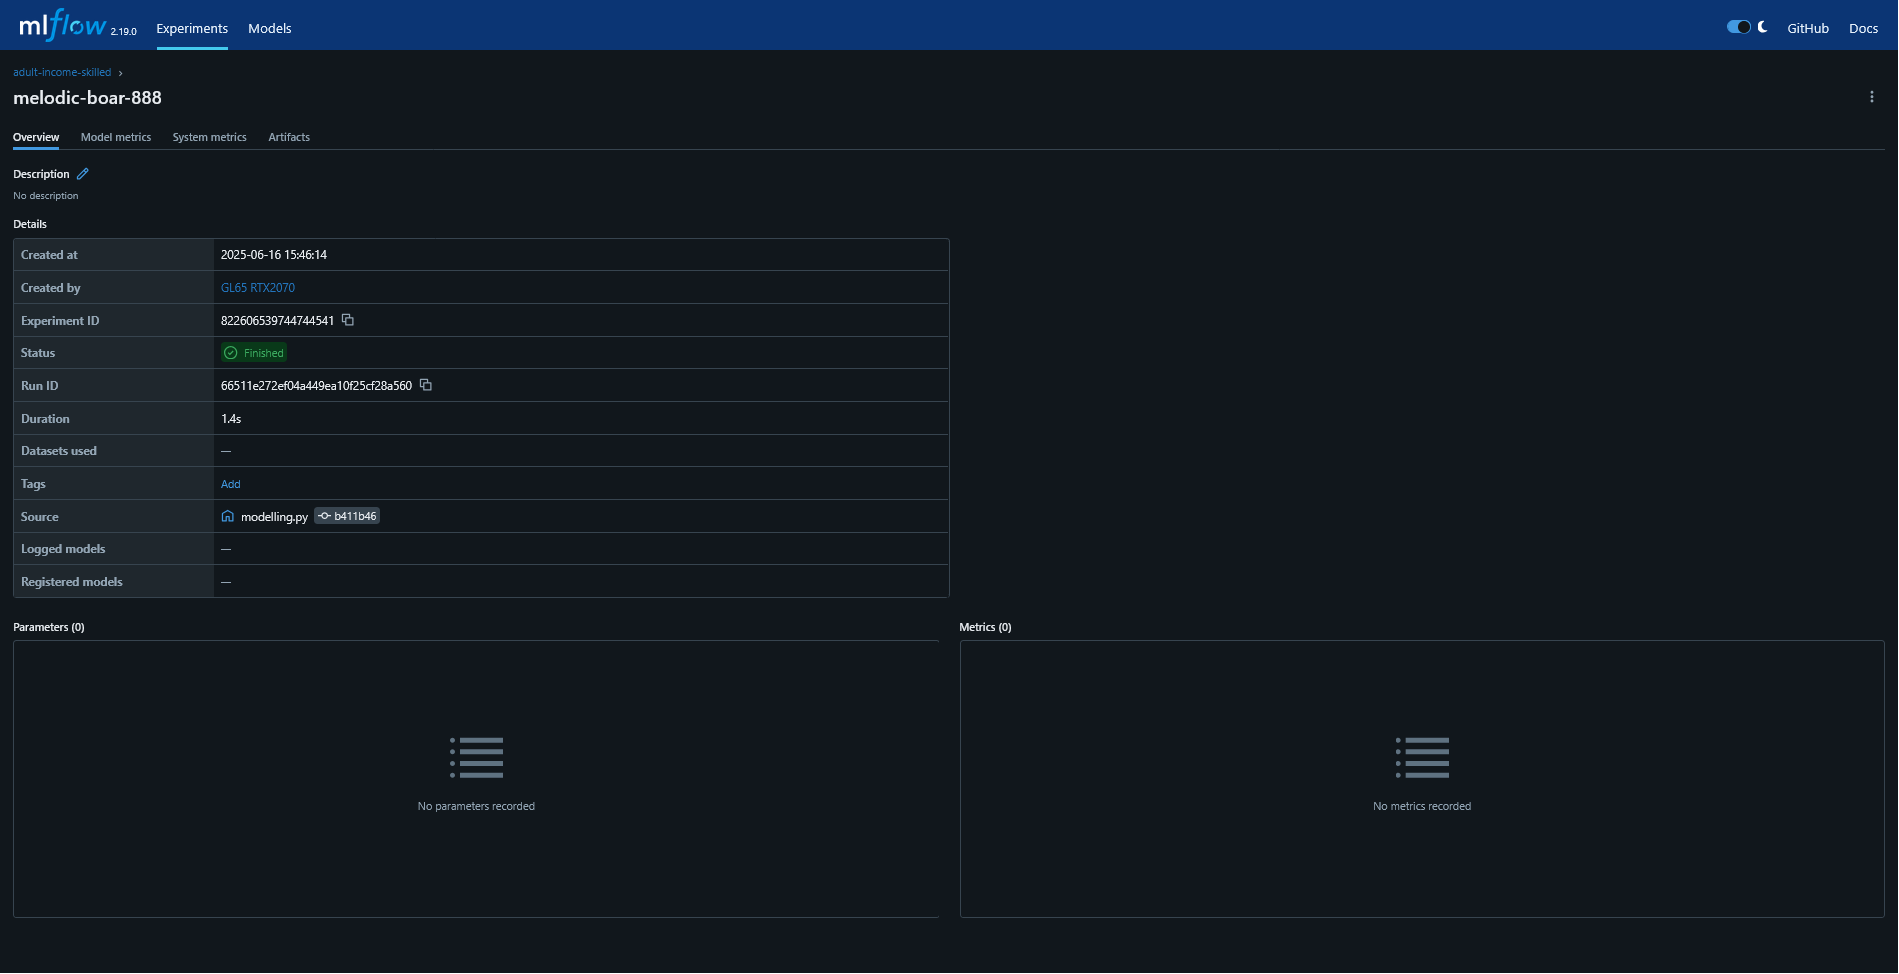 mlflow 2.19.0 Experiments Models GitHub Docs
adult-income-skilled ›
melodic-boar-888
Overview Model metrics System metrics Artifacts
Description
No description
Details
Created at 2025-06-16 15:46:14
Created by GL65 RTX2070
Experiment ID 822606539744744541
Status Finished
Run ID 66511e272ef04a449ea10f25cf28a560
Duration 1.4s
Datasets used —
Tags Add
Source modelling.py b411b46
Logged models —
Registered models —
Parameters (0) Metrics (0)
No parameters recorded No metrics recorded